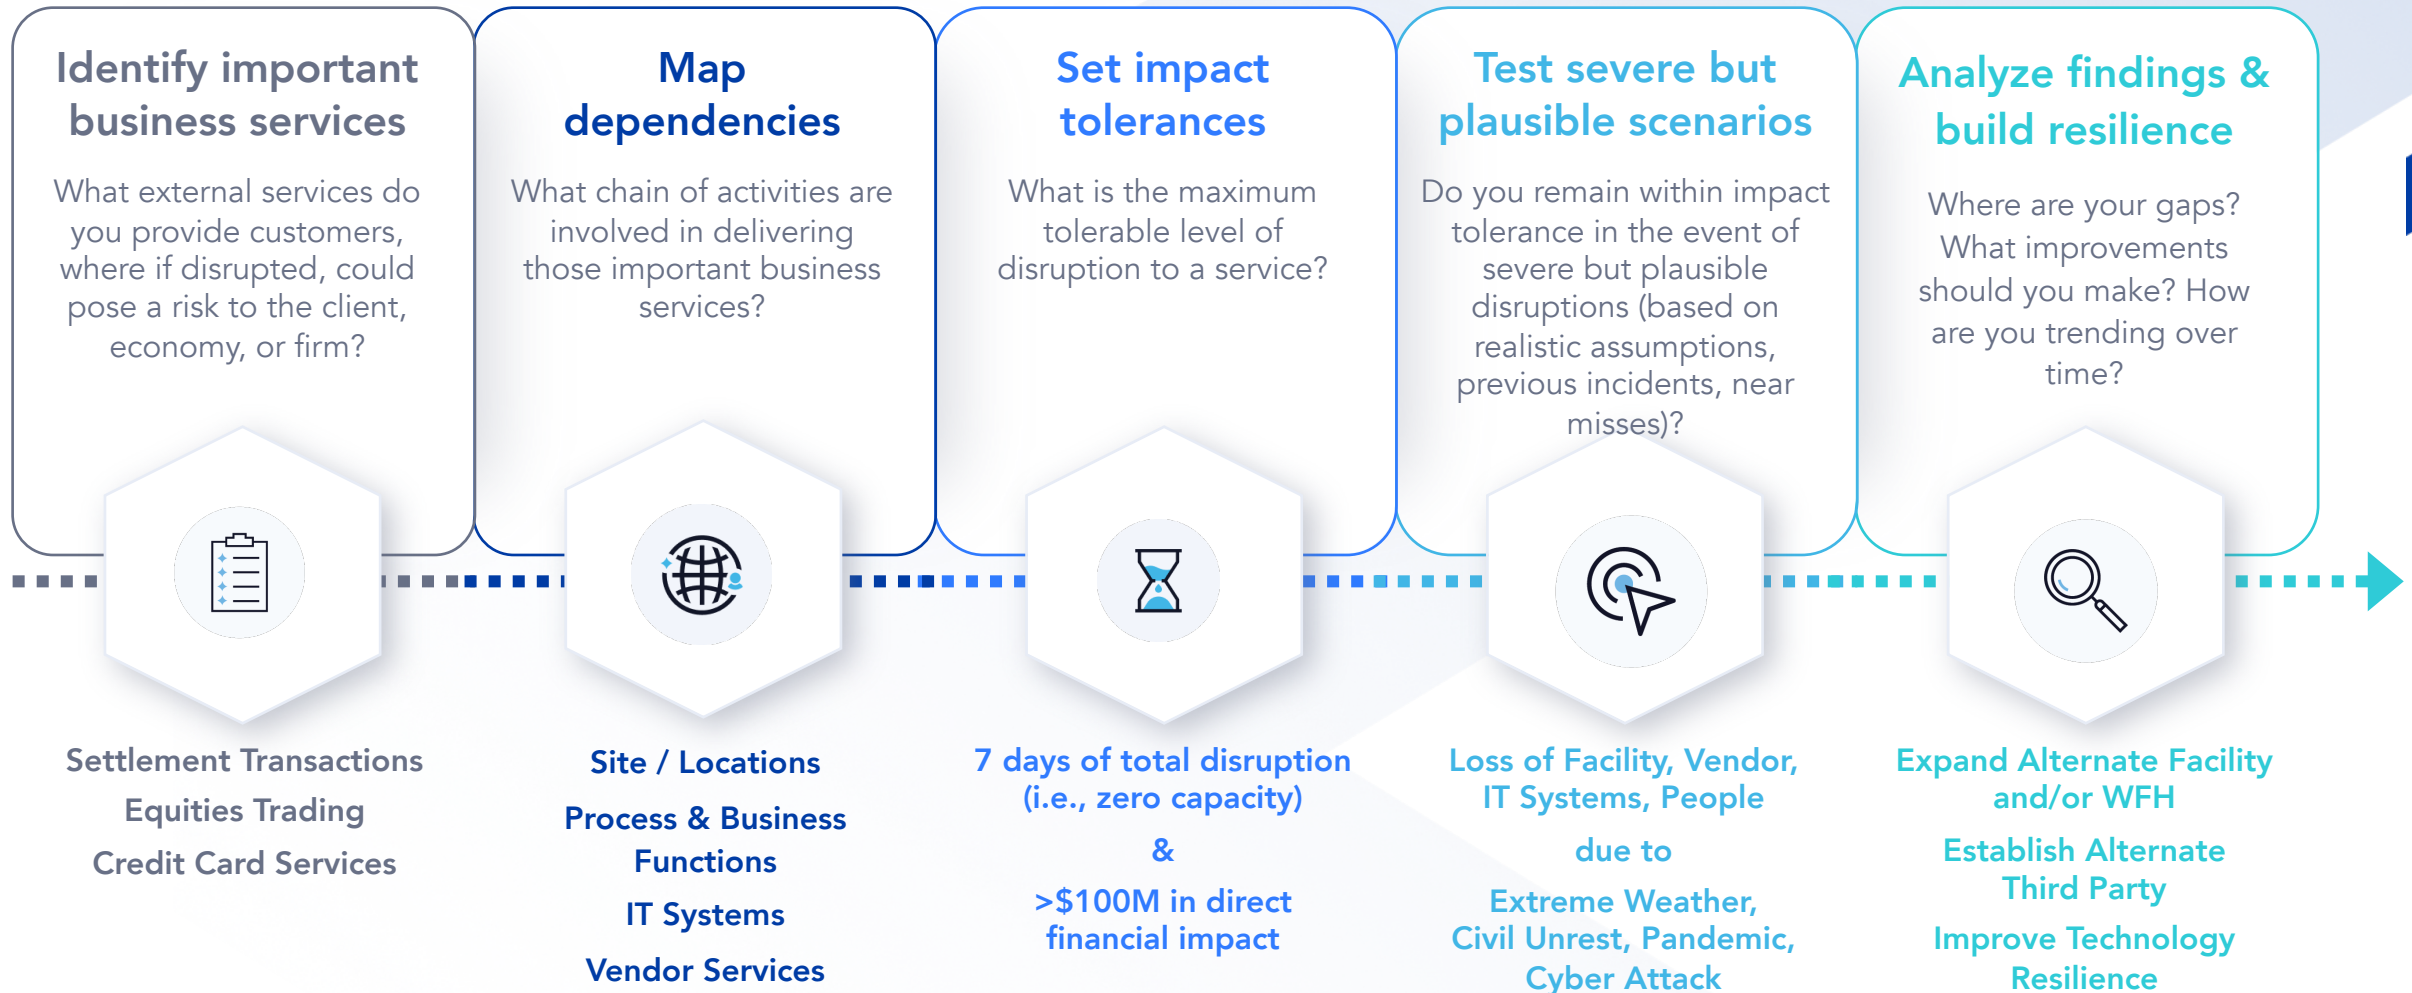 Identify important
business services
What external services do
you provide customers,
where if disrupted, could
pose a risk to the client,
economy, or firm?
Settlement Transactions
Equities Trading
Credit Card Services
Map
dependencies
What chain of activities are
involved in delivering
those important business
services?
Site / Locations
Process & Business
Functions
IT Systems
Vendor Services
Set impact
tolerances
What is the maximum
tolerable level of
disruption to a service?
7 days of total disruption
(i.e., zero capacity)
&
>$100M in direct
financial impact
Test severe but
plausible scenarios
Do you remain within impact
tolerance in the event of
severe but plausible
disruptions (based on
realistic assumptions,
previous incidents, near
misses)?
Loss of Facility, Vendor,
IT Systems, People
due to
Extreme Weather,
Civil Unrest, Pandemic,
Cyber Attack
Analyze findings &
build resilience
Where are your gaps?
What improvements
should you make? How
are you trending over
time?
Expand Alternate Facility
and/or WFH
Establish Alternate
Third Party
Improve Technology
Resilience